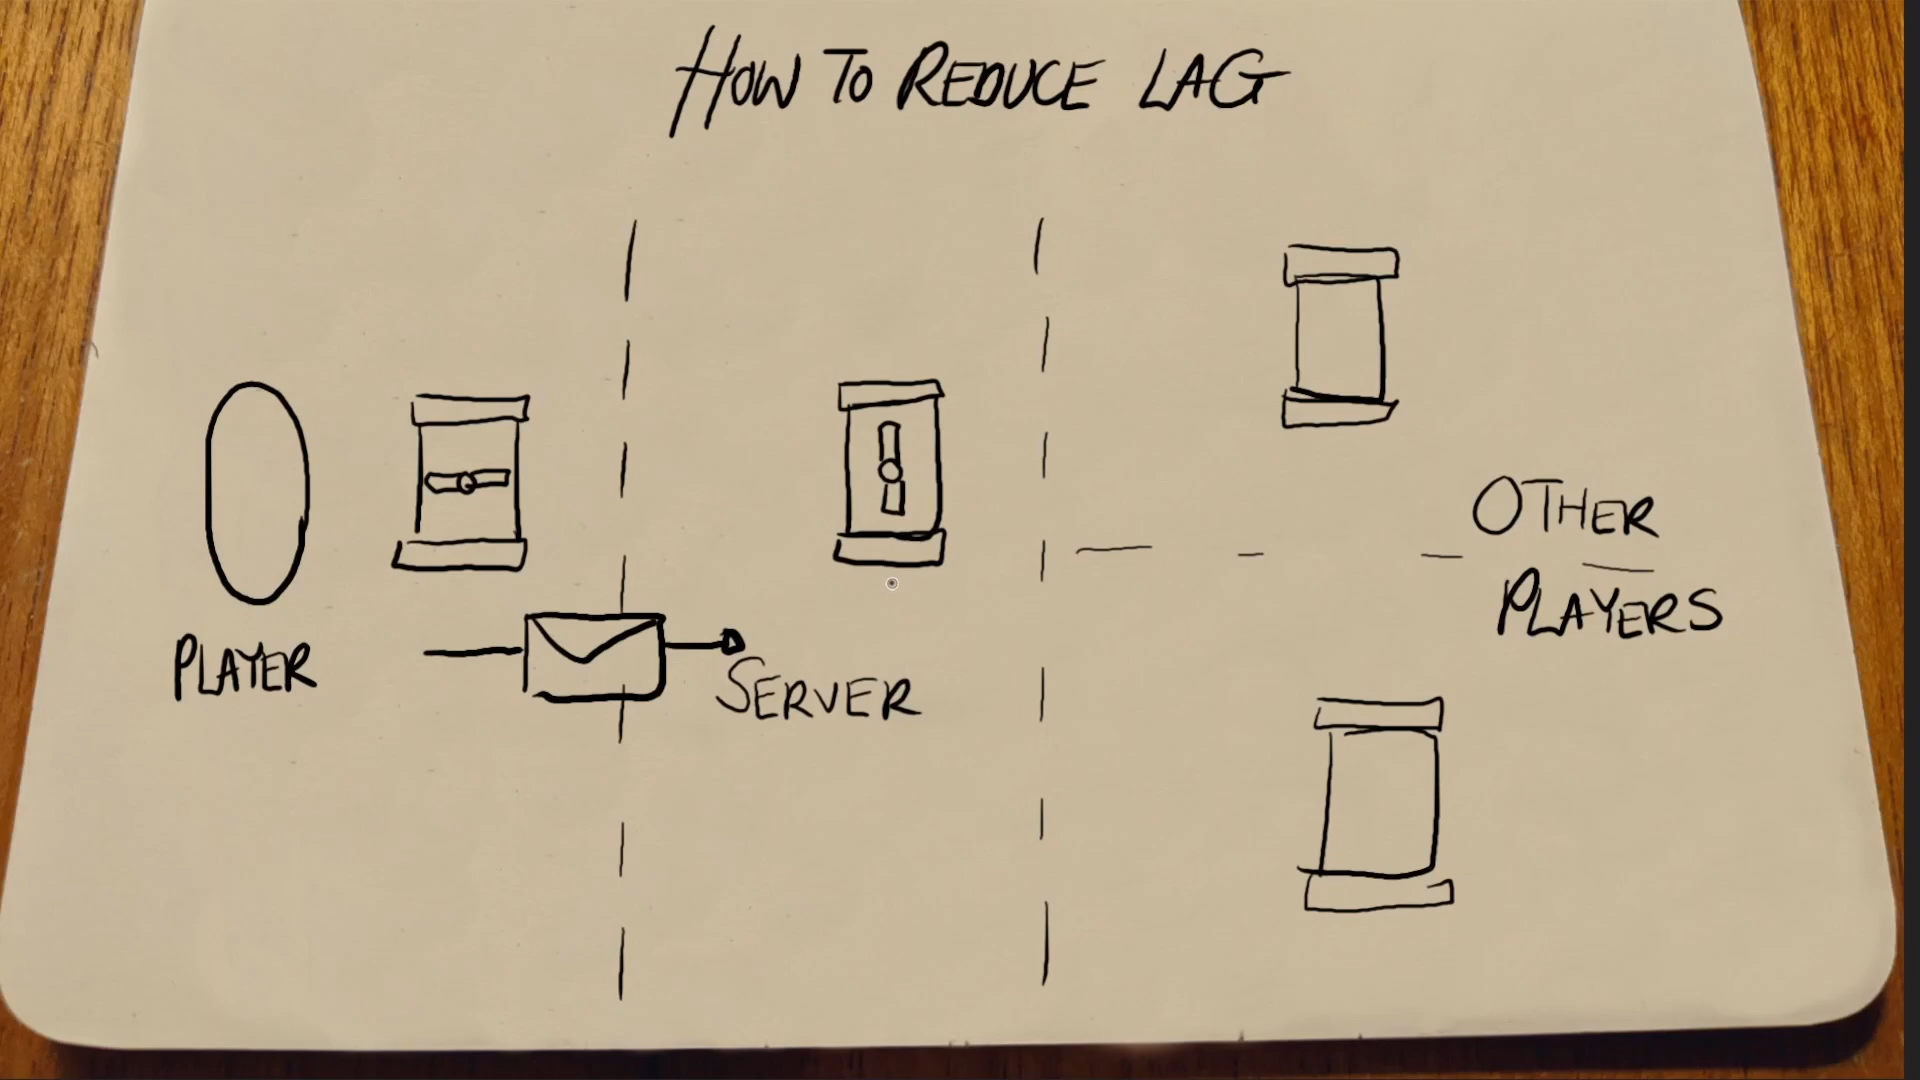 HOW TO REDUCE LAG
OTHER
PLAYERS
PLAYER
SERVER